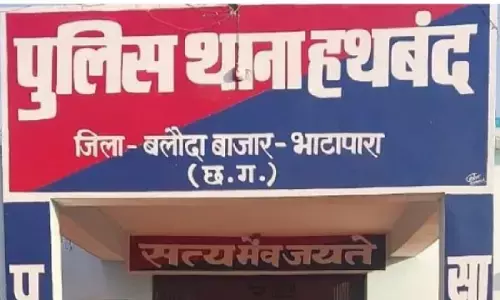 पुलिस थाना हथबंद
जिला - बलौदा बाजार - भाटापारा
(छ.ग.)
सत्यमेंव जयते
प
सा